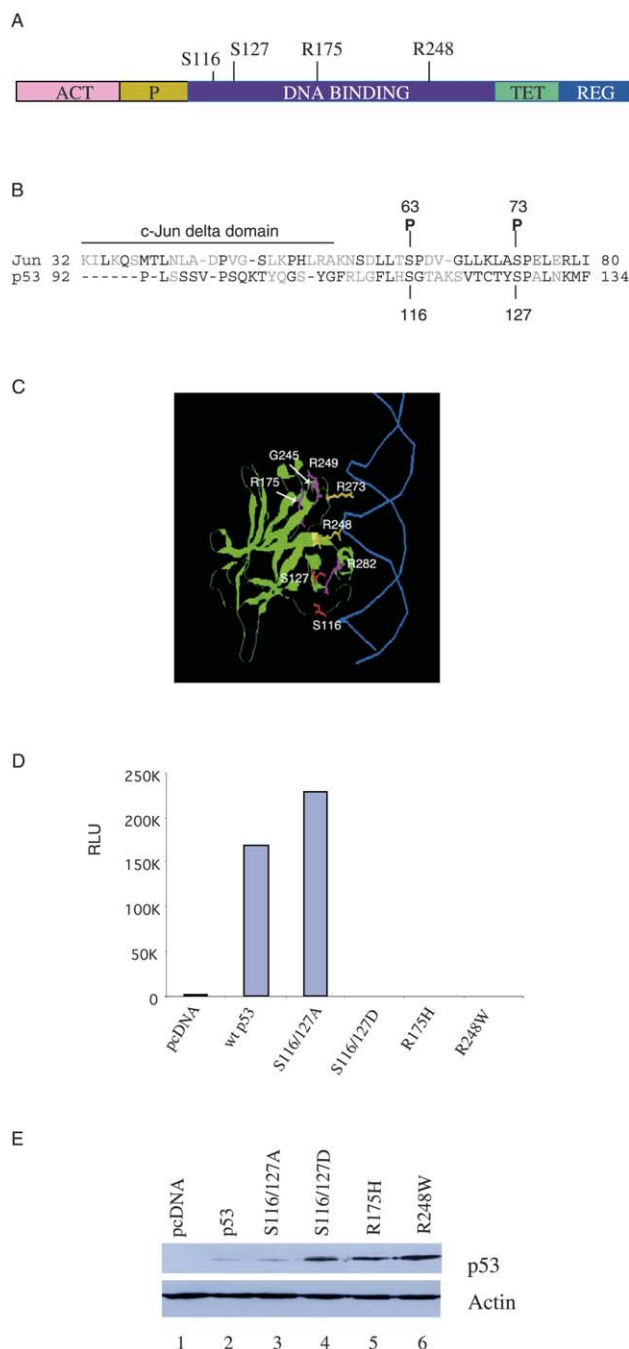 A
S116 S127 R175 R248
ACT P DNA BINDING TET REG
B
63 73
P P
c-Jun delta domain
Jun 32 KILKQSMTLNLA-DPVG-SLKPHLRAKNSDLLTSPDV-GLLKLASPELERLI 80
p53 92 ------P-LSSSV-PSQKTYQGS-YGFRLGFLHSGTAKSVTCTYSPALNKMF 134
116 127
C
G245 R249
R175 R273
R248
R282
S127
S116
D
RLU
250K
200K
150K
100K
50K
0
pcDNA wt p53 S116/127A S116/127D R175H R248W
E
pcDNA p53 S116/127A S116/127D R175H R248W
p53
Actin
1 2 3 4 5 6